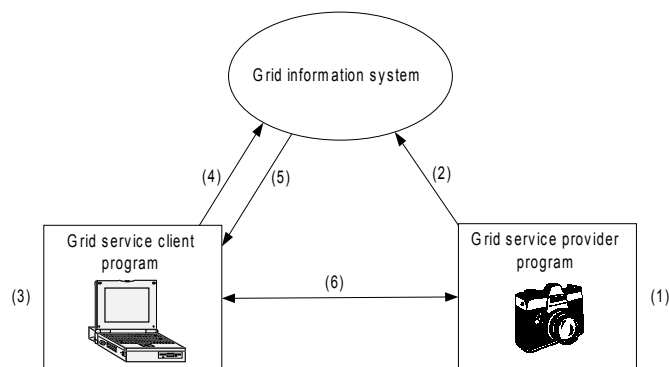 Grid information system
(4)
(5)
(2)
Grid service client
program
Grid service provider
program
(3)
(6)
(1)